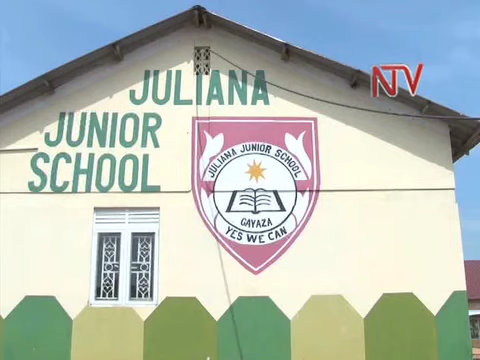 NTV
JULIANA
JUNIOR
SCHOOL
JULIANA JUNIOR SCHOOL
GAYAZA
YES WE CAN